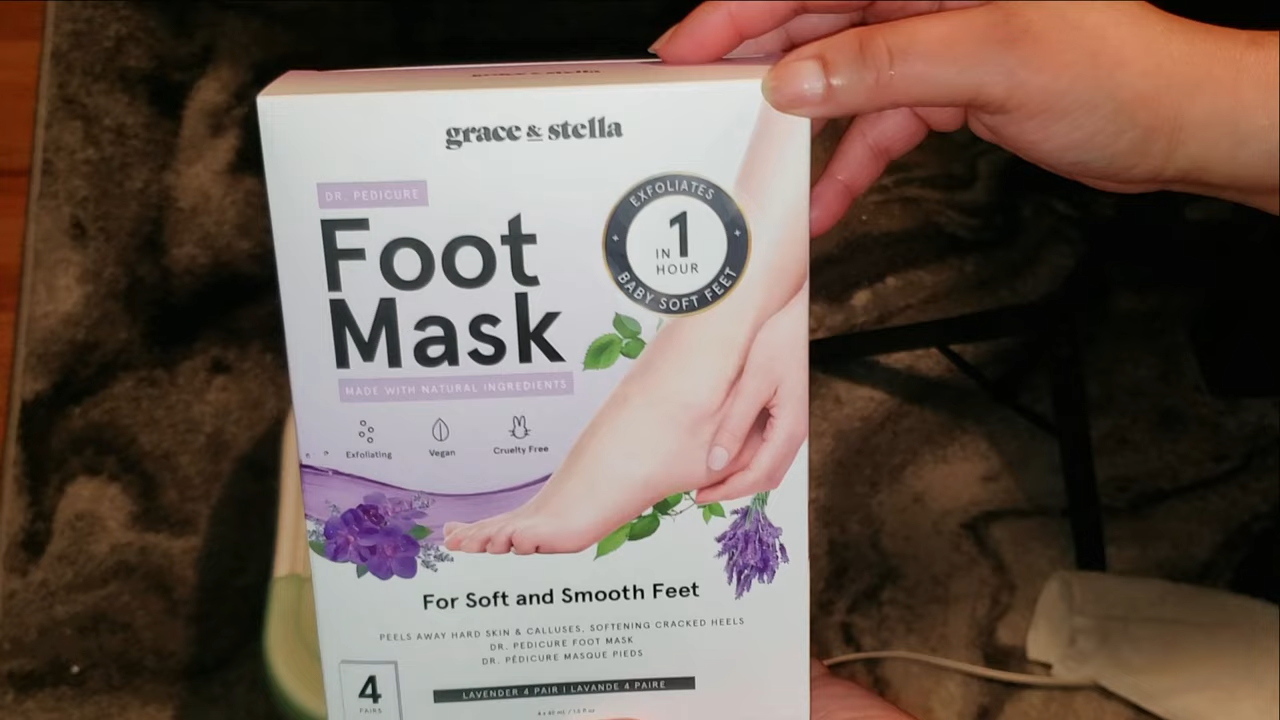 grace & stella
grace & stella
DR. PEDICURE
Foot
Mask
MADE WITH NATURAL INGREDIENTS
EXFOLIATES
IN 1
HOUR
BABY SOFT FEET
Exfoliating
Vegan
Cruelty Free
For Soft and Smooth Feet
PEELS AWAY HARD SKIN & CALLUSES, SOFTENING CRACKED HEELS
DR. PEDICURE FOOT MASK
DR. PÉDICURE MASQUE PIEDS
4
PAIRS
LAVENDER 4 PAIR | LAVANDE 4 PAIRE